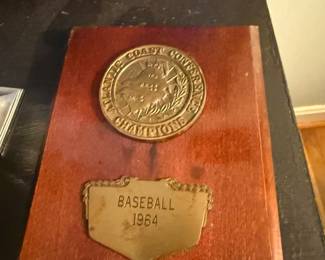 ATLANTIC COAST CONFERENCE
CHAMPIONS
BASEBALL
1964